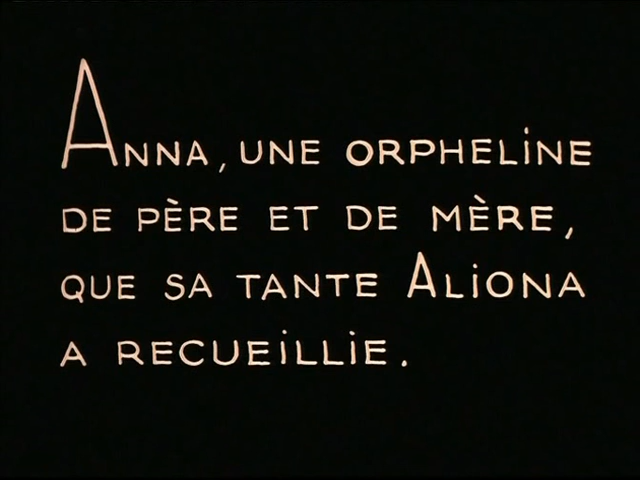 Anna, une orpheline
de père et de mère,
que sa tante Aliona
a recueillie.